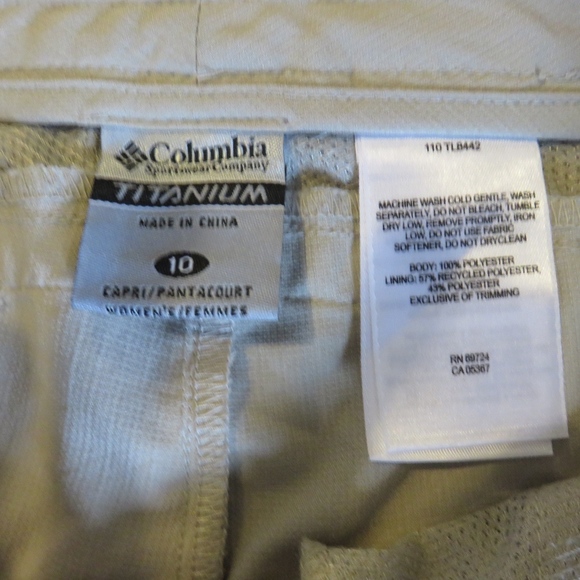 Columbia
Sportswear Company
TITANIUM
MADE IN CHINA
10
CAPRI/PANTACOURT
WOMEN'S/FEMMES
110 TL8442
MACHINE WASH COLD GENTLE, WASH
SEPARATELY, DO NOT BLEACH, TUMBLE
DRY LOW, REMOVE PROMPTLY, IRON
LOW, DO NOT USE FABRIC
SOFTENER, DO NOT DRYCLEAN
BODY: 100% POLYESTER
LINING: 57% RECYCLED POLYESTER,
43% POLYESTER
EXCLUSIVE OF TRIMMING
RN 69724
CA 05367